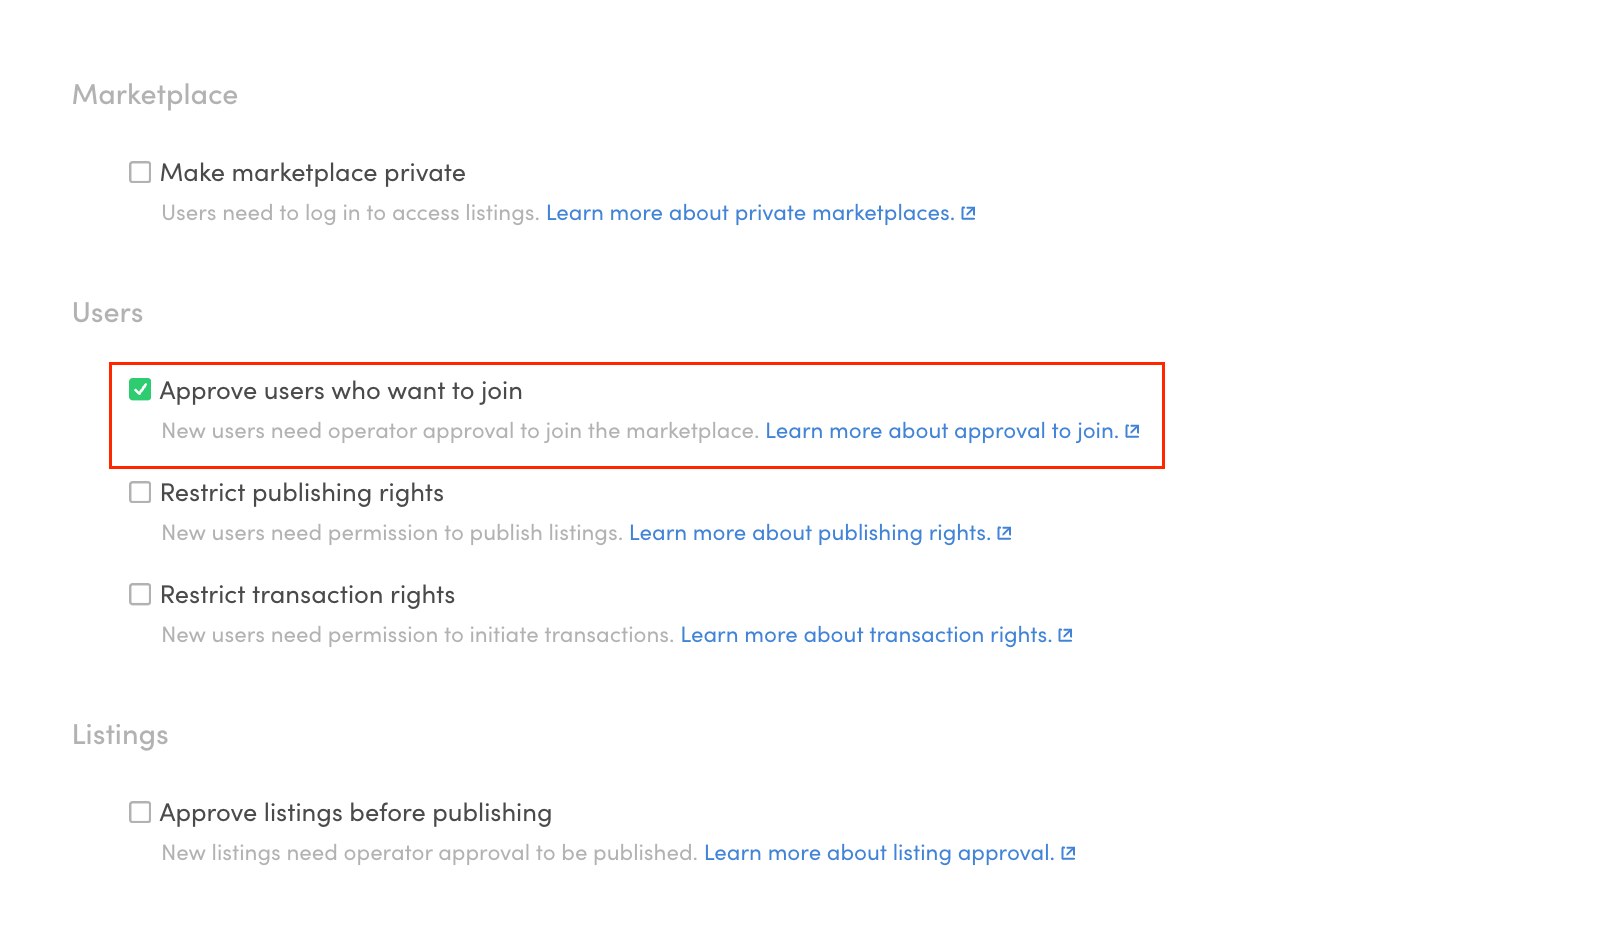 Marketplace
Make marketplace private
Users need to log in to access listings. Learn more about private marketplaces.
Users
Approve users who want to join
New users need operator approval to join the marketplace. Learn more about approval to join.
Restrict publishing rights
New users need permission to publish listings. Learn more about publishing rights.
Restrict transaction rights
New users need permission to initiate transactions. Learn more about transaction rights.
Listings
Approve listings before publishing
New listings need operator approval to be published. Learn more about listing approval.